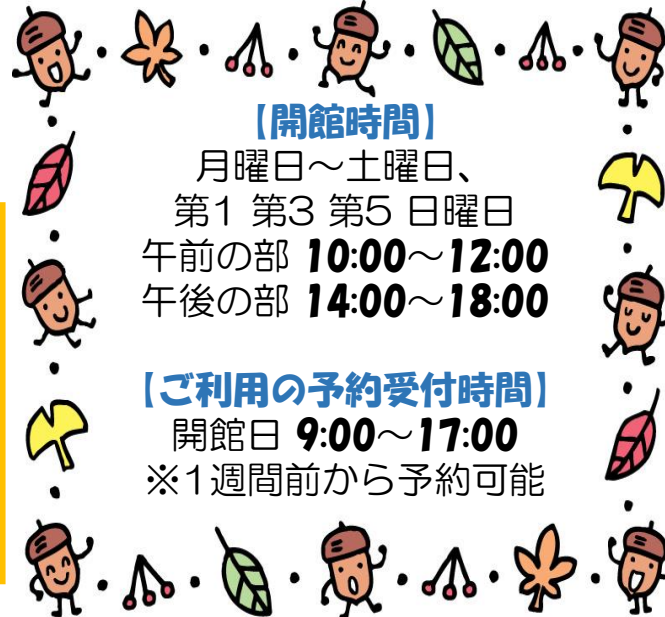 【開館時間】
月曜日～土曜日、
第1 第3 第5 日曜日
午前の部 10:00～12:00
午後の部 14:00～18:00
【ご利用の予約受付時間】
開館日 9:00～17:00
※1週間前から予約可能